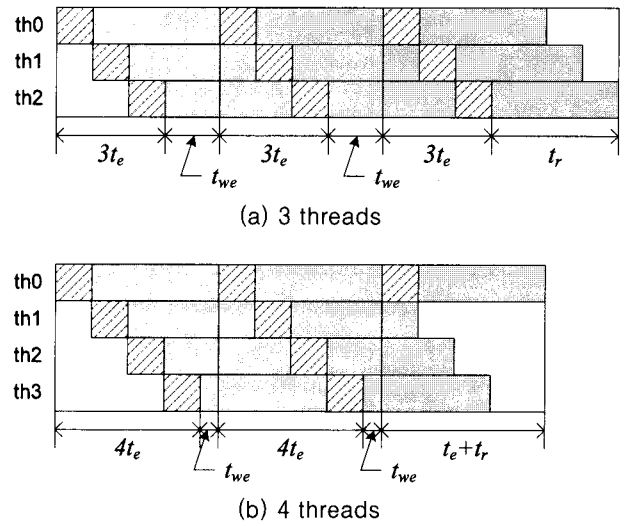 th0
th1
th2
3t_e t_we 3t_e t_we 3t_e t_r
(a) 3 threads
th0
th1
th2
th3
4t_e t_we 4t_e t_we t_e+t_r
(b) 4 threads